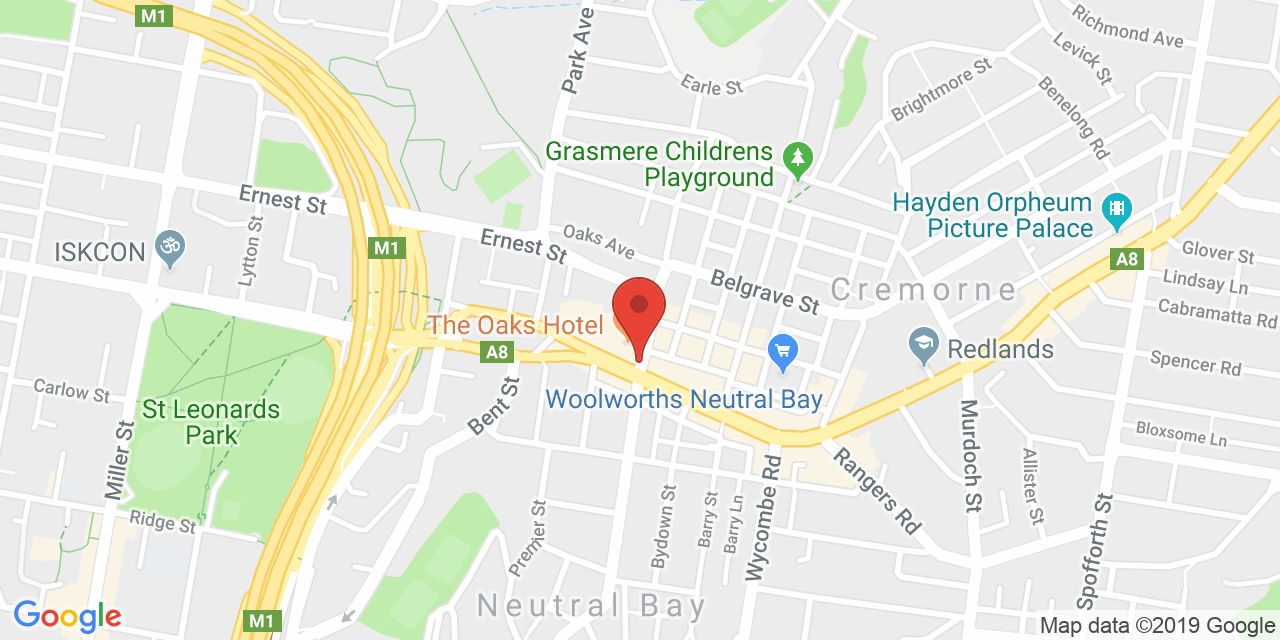 M1
Park Ave
Richmond Ave
Levick St
Earle St
Brightmore St
Benelong Rd
Grasmere Childrens
Playground
Ernest St
Hayden Orpheum
Picture Palace
ISKCON
Lytton St
M1
Ernest St
Oaks Ave
Belgrave St
Cremorne
A8
Glover St
Lindsay Ln
Cabramatta Rd
The Oaks Hotel
A8
Redlands
Spencer Rd
Carlow St
St Leonards
Park
Bent St
Woolworths Neutral Bay
Murdoch St
Bloxsome Ln
Miller St
Ridge St
Premier St
Bydown St
Barry St
Barry Ln
Wycombe Rd
Rangers Rd
Allister St
Spofforth St
Neutral Bay
Google
M1
Map data ©2019 Google